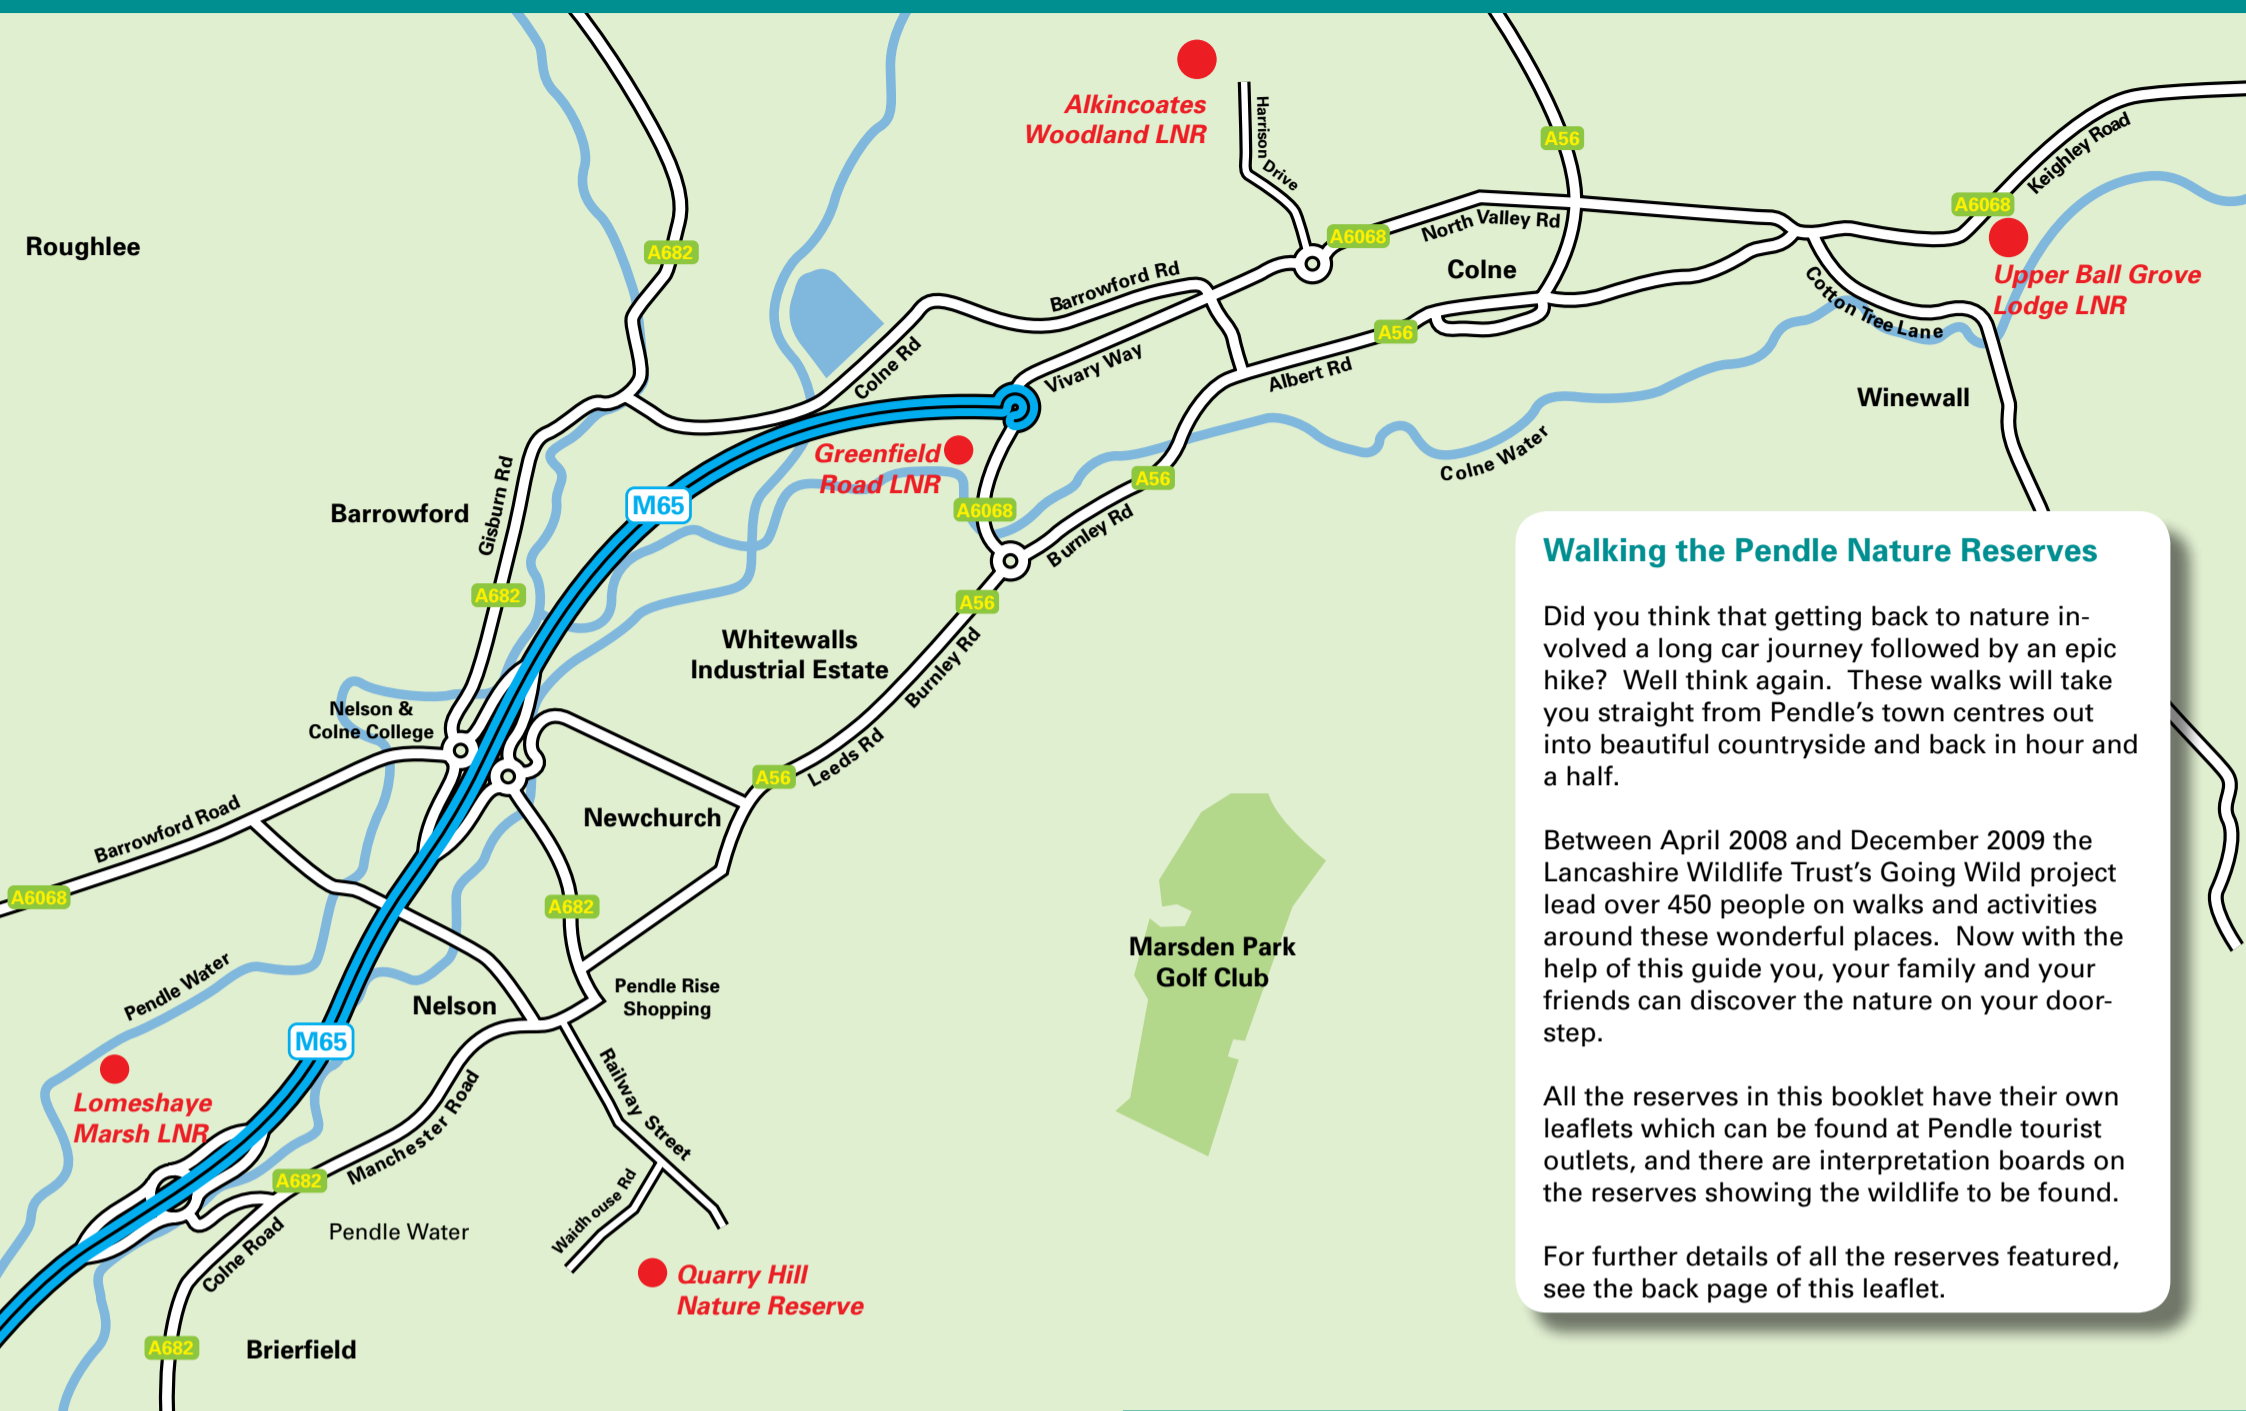 Alkincoates
Woodland LNR
Harrison Drive
A56
Keighley Road
A6068
Roughlee
A682
A6068
North Valley Rd
Colne
Upper Ball Grove
Lodge LNR
Barrowford Rd
Cotton Tree Lane
A56
Colne Rd
Vivary Way
Albert Rd
Winewall
Greenfield
Road LNR
Colne Water
Barrowford
Gisburn Rd
M65
A56
A6068
Burnley Rd
A682
A56
Whitewalls
Industrial Estate
Burnley Rd
Nelson &
Colne College
A56
Leeds Rd
Newchurch
Barrowford Road
A6068
A682
Marsden Park
Golf Club
Pendle Water
Nelson
Pendle Rise
Shopping
M65
Lomeshaye
Marsh LNR
Manchester Road
Railway Street
A682
Waidh ouse Rd
Pendle Water
Colne Road
Quarry Hill
Nature Reserve
A682
Brierfield
Walking the Pendle Nature Reserves
Did you think that getting back to nature in-
volved a long car journey followed by an epic
hike?  Well think again.  These walks will take
you straight from Pendle’s town centres out
into beautiful countryside and back in hour and
a half.
Between April 2008 and December 2009 the
Lancashire Wildlife Trust’s Going Wild project
lead over 450 people on walks and activities
around these wonderful places.  Now with the
help of this guide you, your family and your
friends can discover the nature on your door-
step.
All the reserves in this booklet have their own
leaflets which can be found at Pendle tourist
outlets, and there are interpretation boards on
the reserves showing the wildlife to be found.
For further details of all the reserves featured,
see the back page of this leaflet.